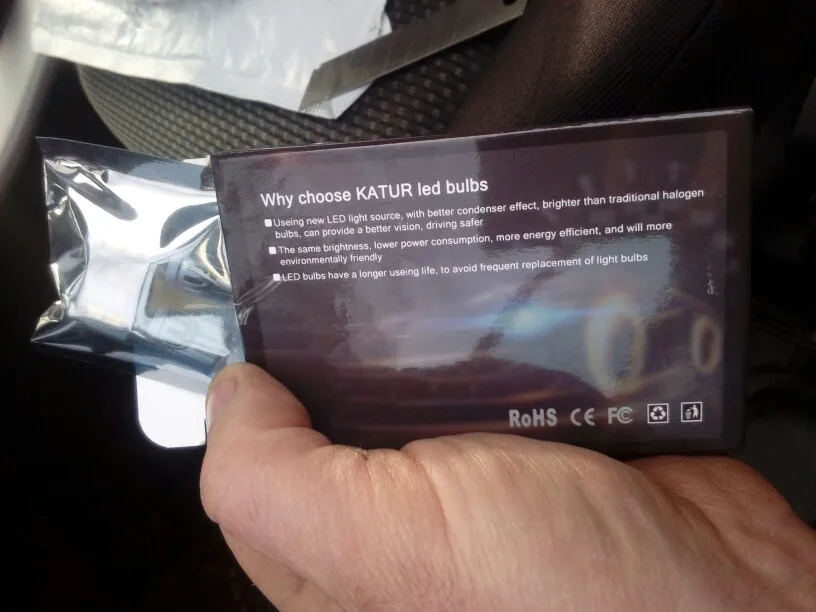 Why choose KATUR led bulbs
Useing new LED light source, with better condenser effect, brighter than traditional halogen
bulbs, can provide a better vision, driving safer
The same brightness, lower power consumption, more energy efficient, and will more
environmentally friendly
LED bulbs have a longer useing life, to avoid frequent replacement of light bulbs
RoHS CE FC